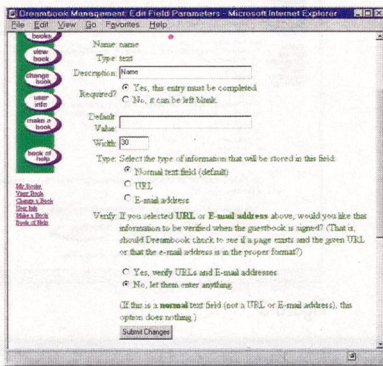 Dreambook Management: Edit Field Parameters - Microsoft Internet Explorer
File Edit View Go Favorites Help
books
view book
change book
user info
make a book
book of help
View Book
Change a Book
User Info
Make a Book
Book of Help
Name: name
Type: text
Description: Name
Required? Yes, this entry must be completed.
No, it can be left blank.
Default Value:
Width: 30
Type: Select the type of information that will be stored in this field:
Normal text field (default)
URL
E-mail address
Verify: If you selected URL or E-mail address above, would you like that
information to be verified when the guestbook is signed? (That is,
should Dreambook check to see if a page exists and the given URL
or that the e-mail address is in the proper format?)
Yes, verify URLs and E-mail addresses.
No, let them enter anything.
(If this is a normal text field (not a URL or E-mail address), this
option does nothing.)
Submit Changes